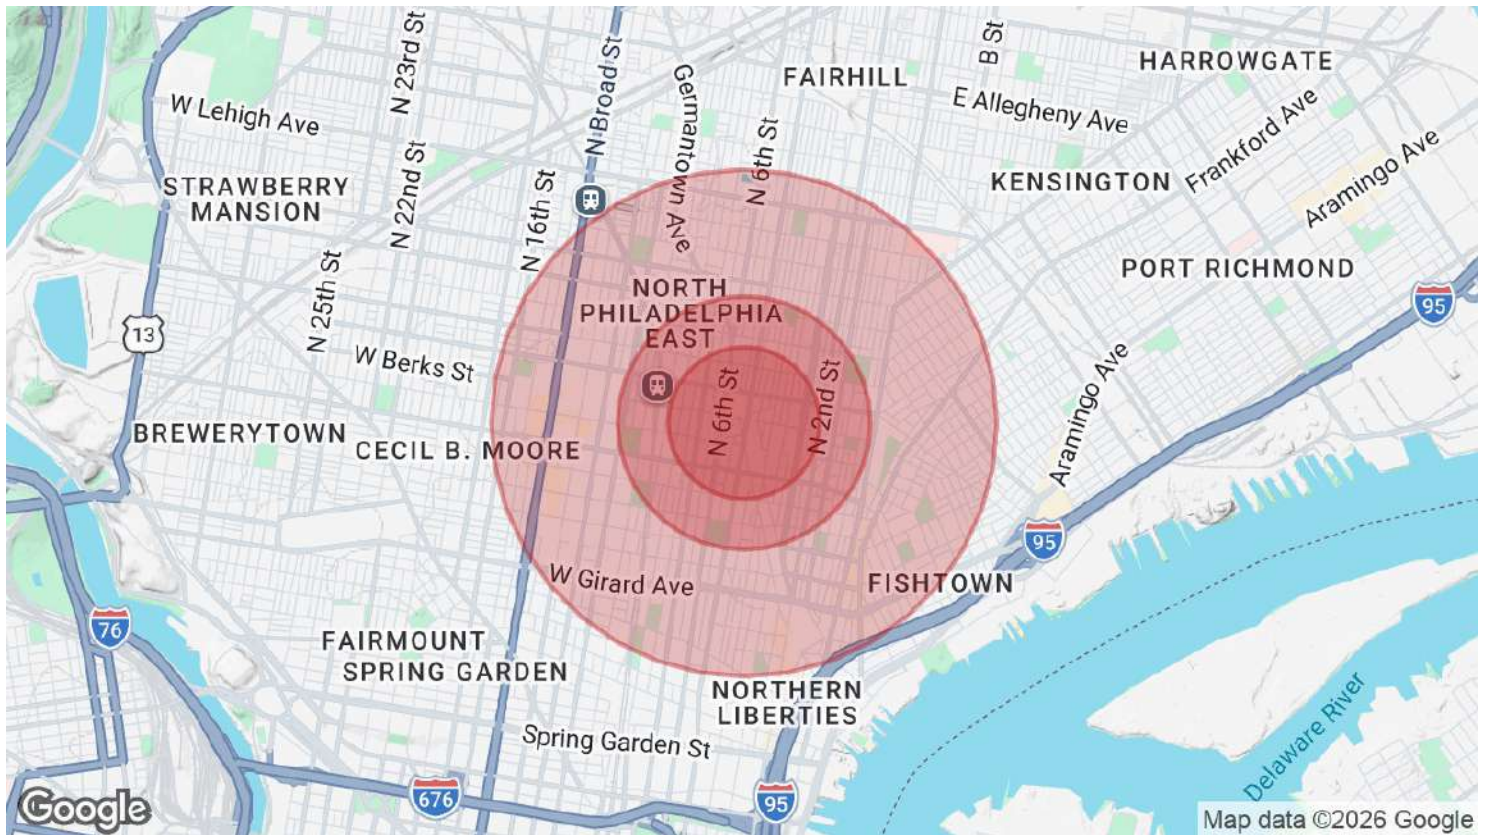 N 23rd St
N Broad St
Germantown Ave
FAIRHILL
B St
HARROWGATE
W Lehigh Ave
E Allegheny Ave
Frankford Ave
Aramingo Ave
N 22nd St
N 16th St
N 6th St
KENSINGTON
STRAWBERRY
MANSION
N 25th St
PORT RICHMOND
NORTH
PHILADELPHIA
EAST
95
13
W Berks St
N 6th St
N 2nd St
Aramingo Ave
BREWERYTOWN
CECIL B. MOORE
95
W Girard Ave
FISHTOWN
76
FAIRMOUNT
SPRING GARDEN
NORTHERN
LIBERTIES
Spring Garden St
Delaware River
676
95
Google
Map data ©2026 Google